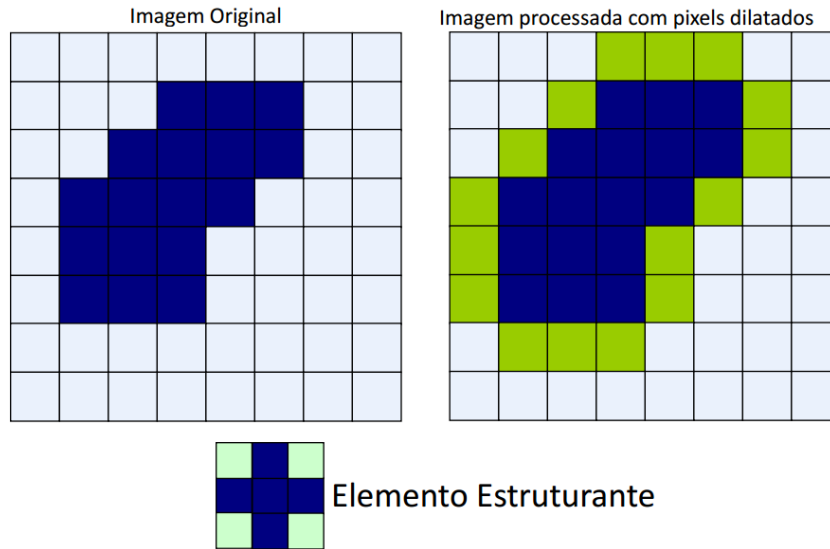 Imagem Original
Imagem processada com pixels dilatados
Elemento Estruturante